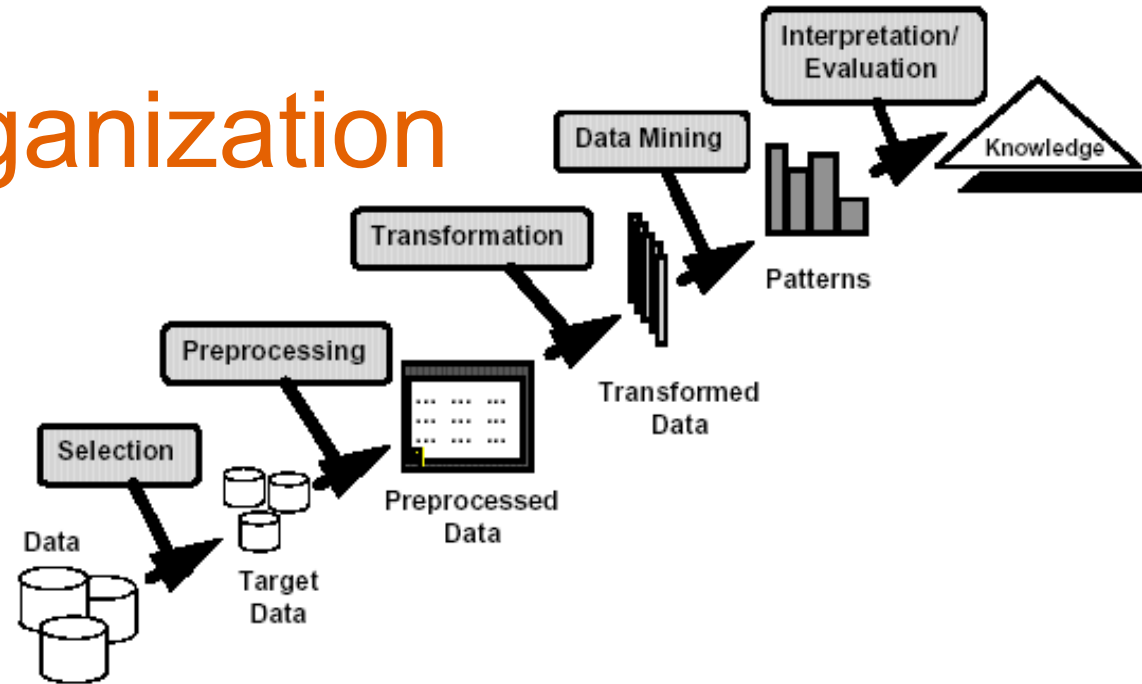 ganization
Interpretation/
Evaluation
Data Mining
Knowledge
Transformation
Patterns
Preprocessing
Transformed
Data
Selection
Preprocessed
Data
Data
Target
Data